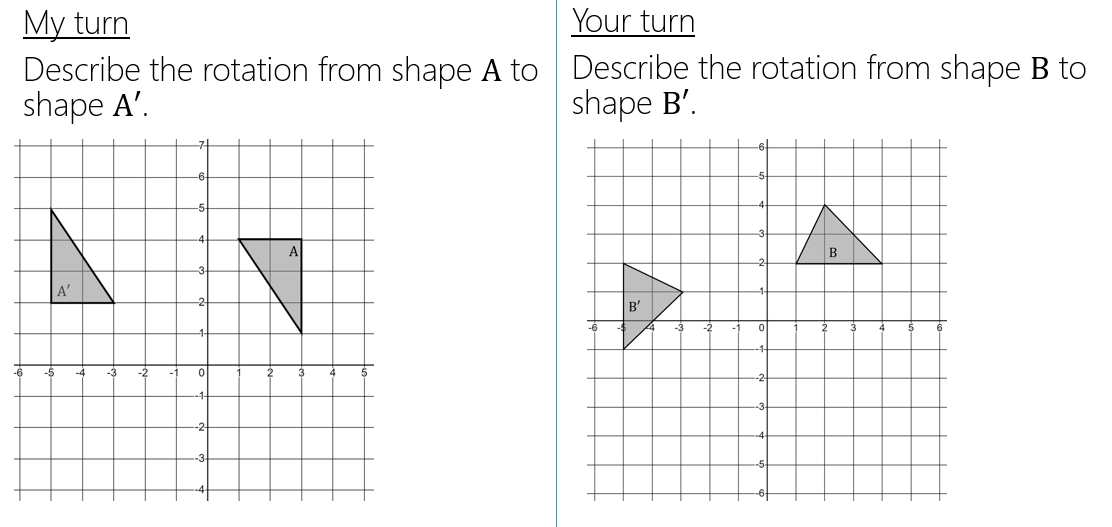 My turn
Describe the rotation from shape A to
shape A′.
7
6
5
4
A
3
A′
2
1
-6 -5 -4 -3 -2 -1 0 1 2 3 4 5
-1
-2
-3
-4
Your turn
Describe the rotation from shape B to
shape B′.
6
5
4
3
B
2
1
B′
-6 -5 -4 -3 -2 -1 0 1 2 3 4 5 6
-1
-2
-3
-4
-5
-6